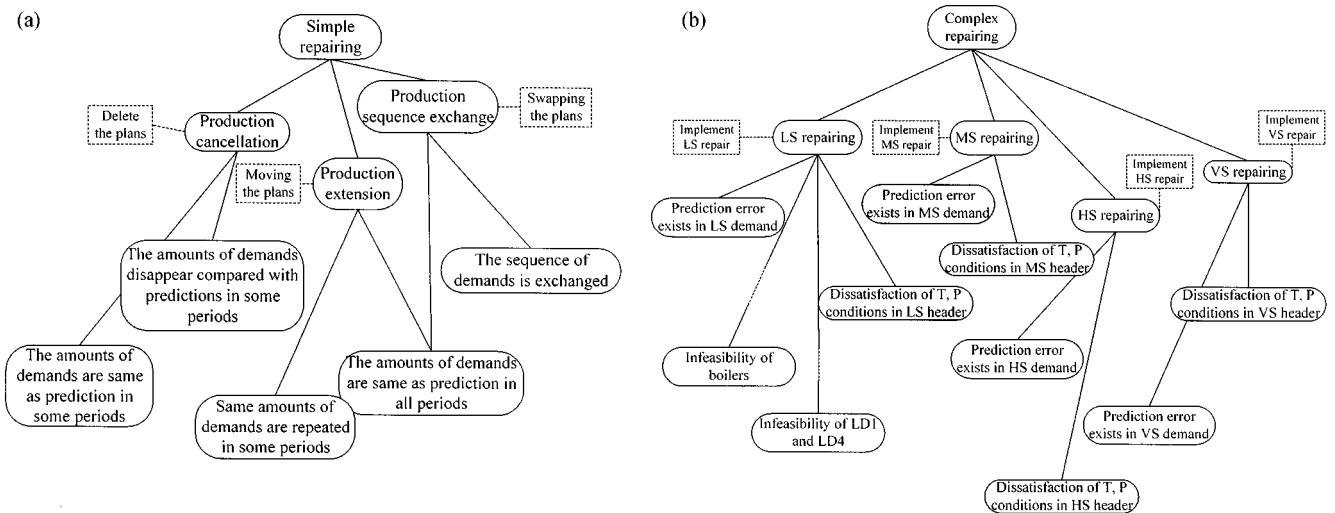 (a)
Simple
repairing
Delete
the plans
Production
cancellation
Production
sequence exchange
Swapping
the plans
Moving
the plans
Production
extension
The amounts of demands
disappear compared with
predictions in some
periods
The sequence of
demands is exchanged
The amounts of
demands are same
as prediction in
some periods
Same amounts of
demands are repeated
in some periods
The amounts of demands
are same as prediction in
all periods
(b)
Complex
repairing
Implement
LS repair
LS repairing
Implement
MS repair
MS repairing
Implement
HS repair
HS repairing
Implement
VS repair
VS repairing
Prediction error
exists in LS demand
Prediction error
exists in MS demand
Dissatisfaction of T, P
conditions in MS header
Dissatisfaction of T, P
conditions in LS header
Dissatisfaction of T, P
conditions in VS header
Infeasibility of
boilers
Prediction error
exists in HS demand
Infeasibility of LD1
and LD4
Prediction error
exists in VS demand
Dissatisfaction of T, P
conditions in HS header